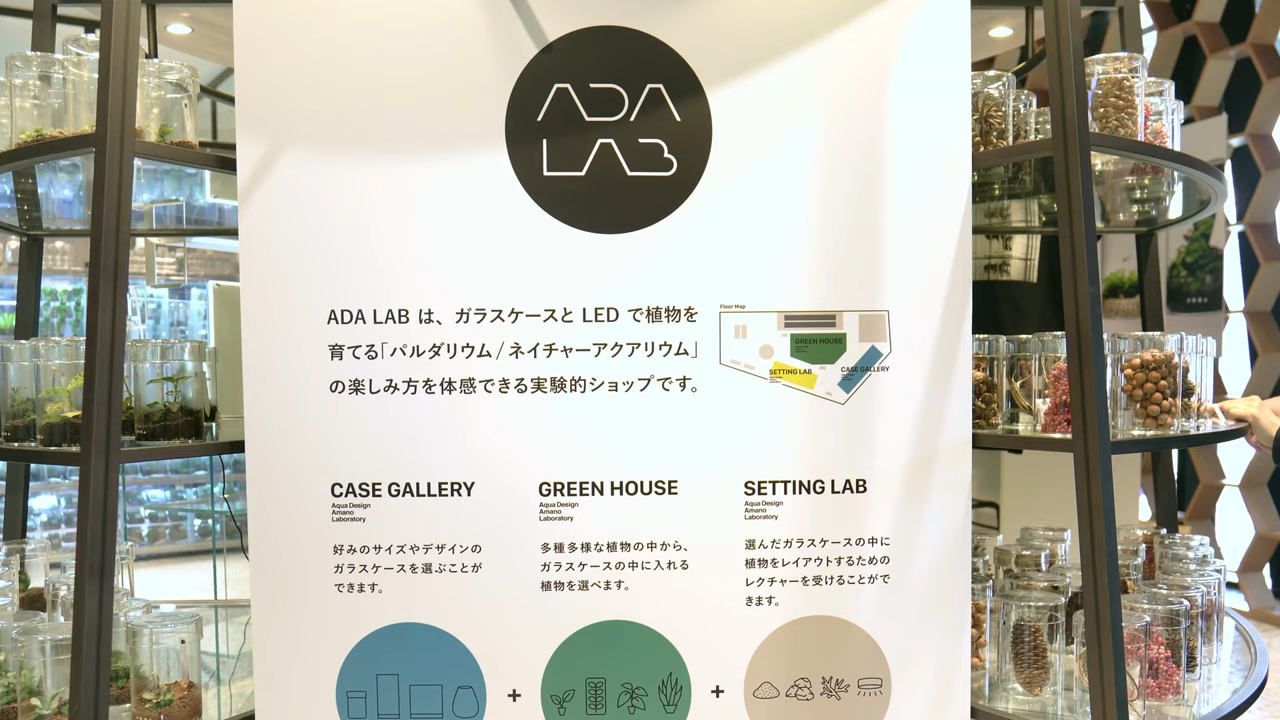 ADA
LAB
ADA LAB は、ガラスケースと LED で植物を
育てる「パルダリウム / ネイチャーアクアリウム」
の楽しみ方を体感できる実験的ショップです。
Floor Map
GREEN HOUSE
SETTING LAB
CASE GALLERY
CASE GALLERY
Aqua Design
Amano
Laboratory
好みのサイズやデザインの
ガラスケースを選ぶことが
できます。
GREEN HOUSE
Aqua Design
Amano
Laboratory
多種多様な植物の中から、
ガラスケースの中に入れる
植物を選べます。
SETTING LAB
Aqua Design
Amano
Laboratory
選んだガラスケースの中に
植物をレイアウトするための
レクチャーを受けることがで
きます。
+
+